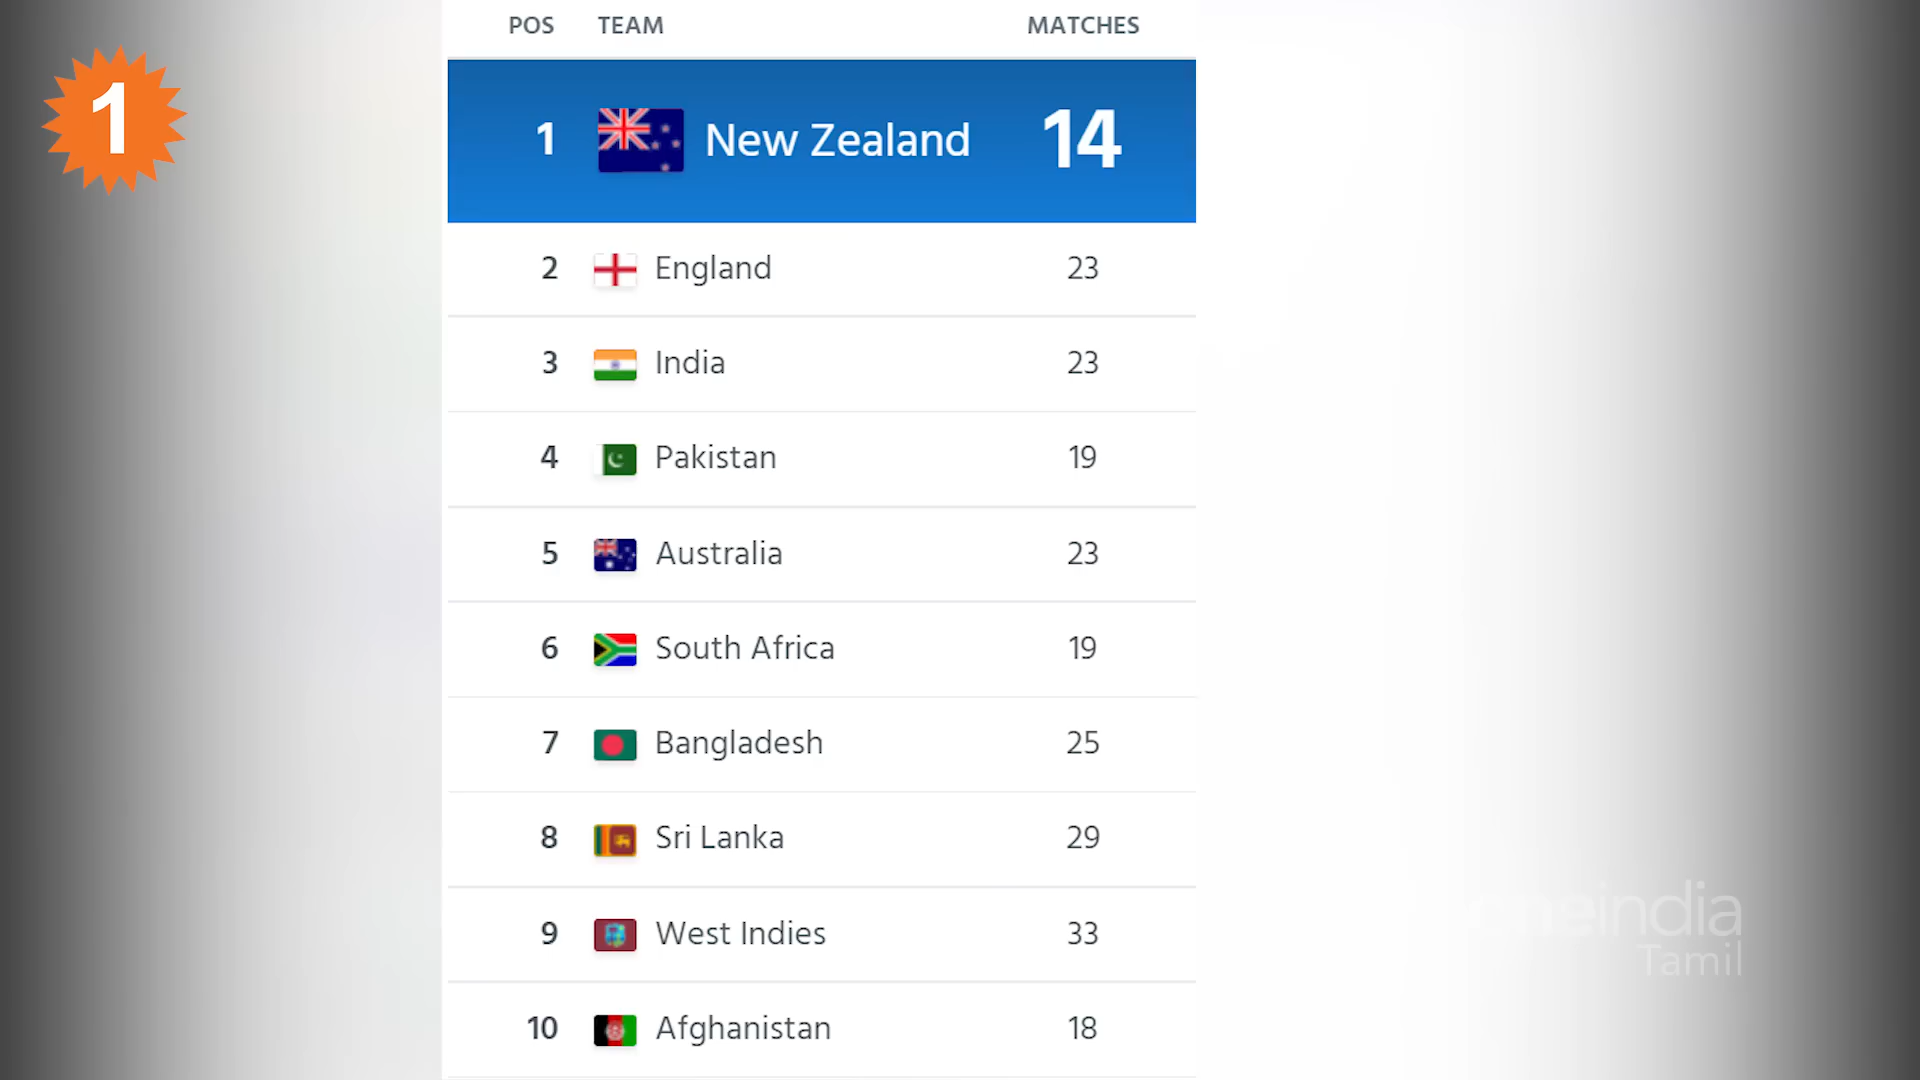 1
POS TEAM MATCHES
1 New Zealand 14
2 England 23
3 India 23
4 Pakistan 19
5 Australia 23
6 South Africa 19
7 Bangladesh 25
8 Sri Lanka 29
9 West Indies 33
10 Afghanistan 18
oneindia
Tamil